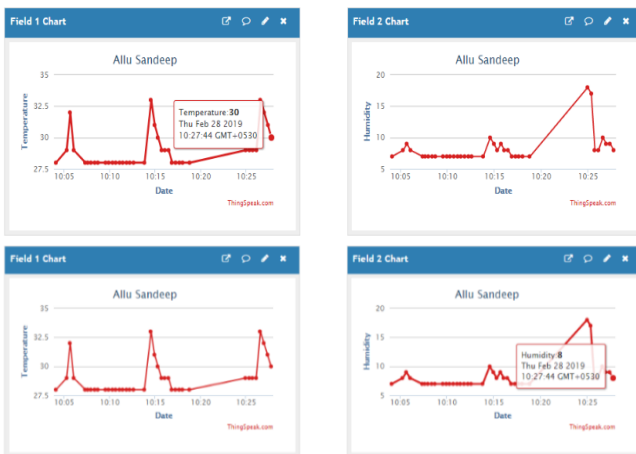 Field 1 Chart
Allu Sandeep
35
32.5
30
27.5
Temperature
Temperature:30
Thu Feb 28 2019
10:27:44 GMT+0530
10:05 10:10 10:15 10:20 10:25
Date
ThingSpeak.com
Field 2 Chart
Allu Sandeep
20
15
10
5
Humidity
10:05 10:10 10:15 10:20 10:25
Date
ThingSpeak.com
Field 1 Chart
Allu Sandeep
35
32.5
30
27.5
Temperature
10:05 10:10 10:15 10:20 10:25
Date
ThingSpeak.com
Field 2 Chart
Allu Sandeep
20
15
10
5
Humidity
Humidity:8
Thu Feb 28 2019
10:27:44 GMT+0530
10:05 10:10 10:15 10:20 10:25
Date
ThingSpeak.com